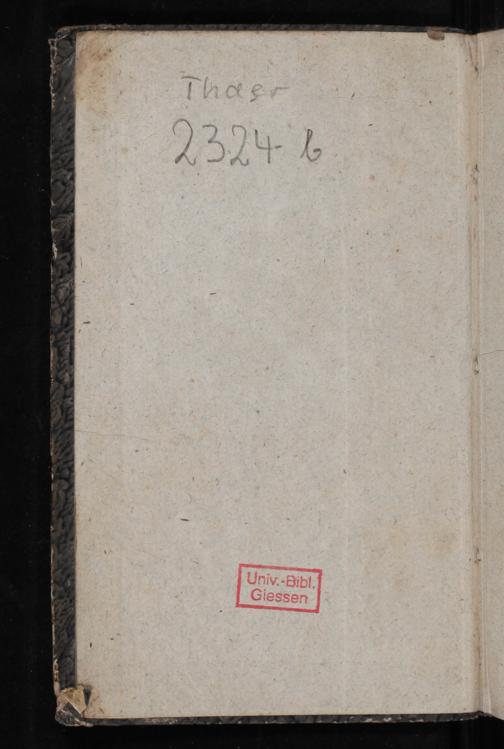 Thaer
2324 b
Univ.-Bibl.
Giessen